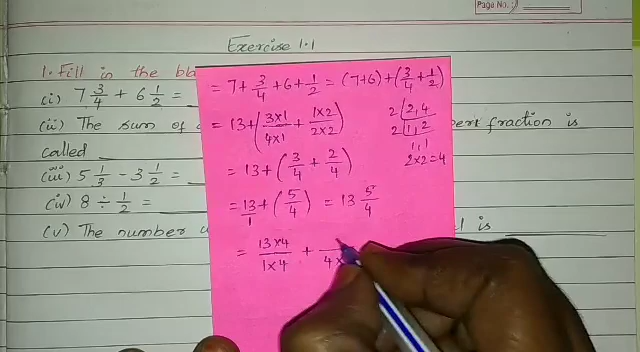 Page No. :
Exercise 1.1
1. Fill in the bla
(i) 7 3/4 + 6 1/2 =
(ii) The sum of
called
(iii) 5 1/3 - 3 1/2 =
(iv) 8 ÷ 1/2 =
(v) The number
fraction is
is
= 7 + 3/4 + 6 + 1/2 = (7+6) + (3/4 + 1/2)
= 13 + (3×1/4×1 + 1×2/2×2)
2 | 2, 4
2 | 1, 2
1, 1
2×2=4
= 13 + (3/4 + 2/4)
= 13/1 + (5/4) = 13 5/4
= 13×4/1×4 + 4×